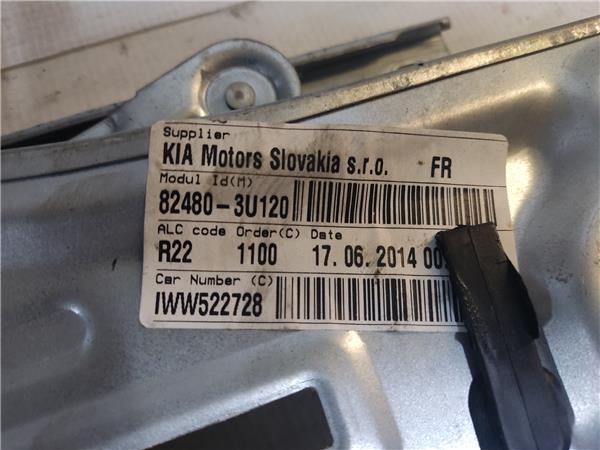 Supplier
KIA Motors Slovakia s.r.o. FR
Modul Id(M)
82480-3U120
ALC code Order(C) Date
R22 1100 17. 06. 2014 00
Car Number (C)
IWW522728